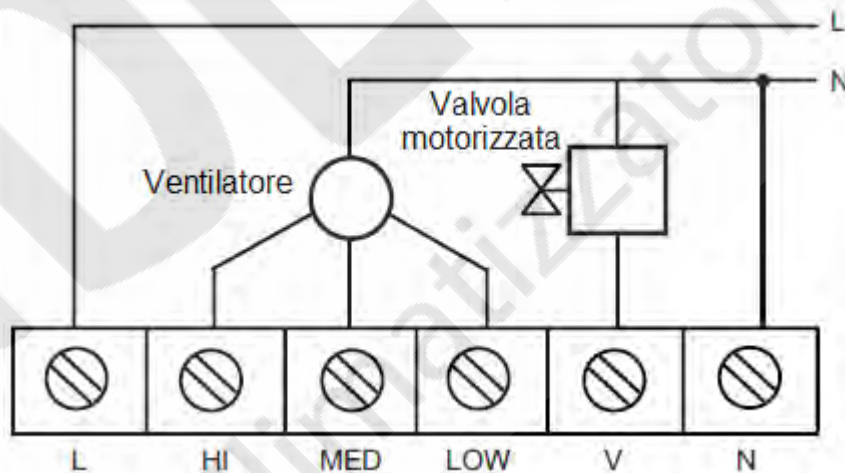 L
N
Valvola
motorizzata
Ventilatore
L HI MED LOW V N